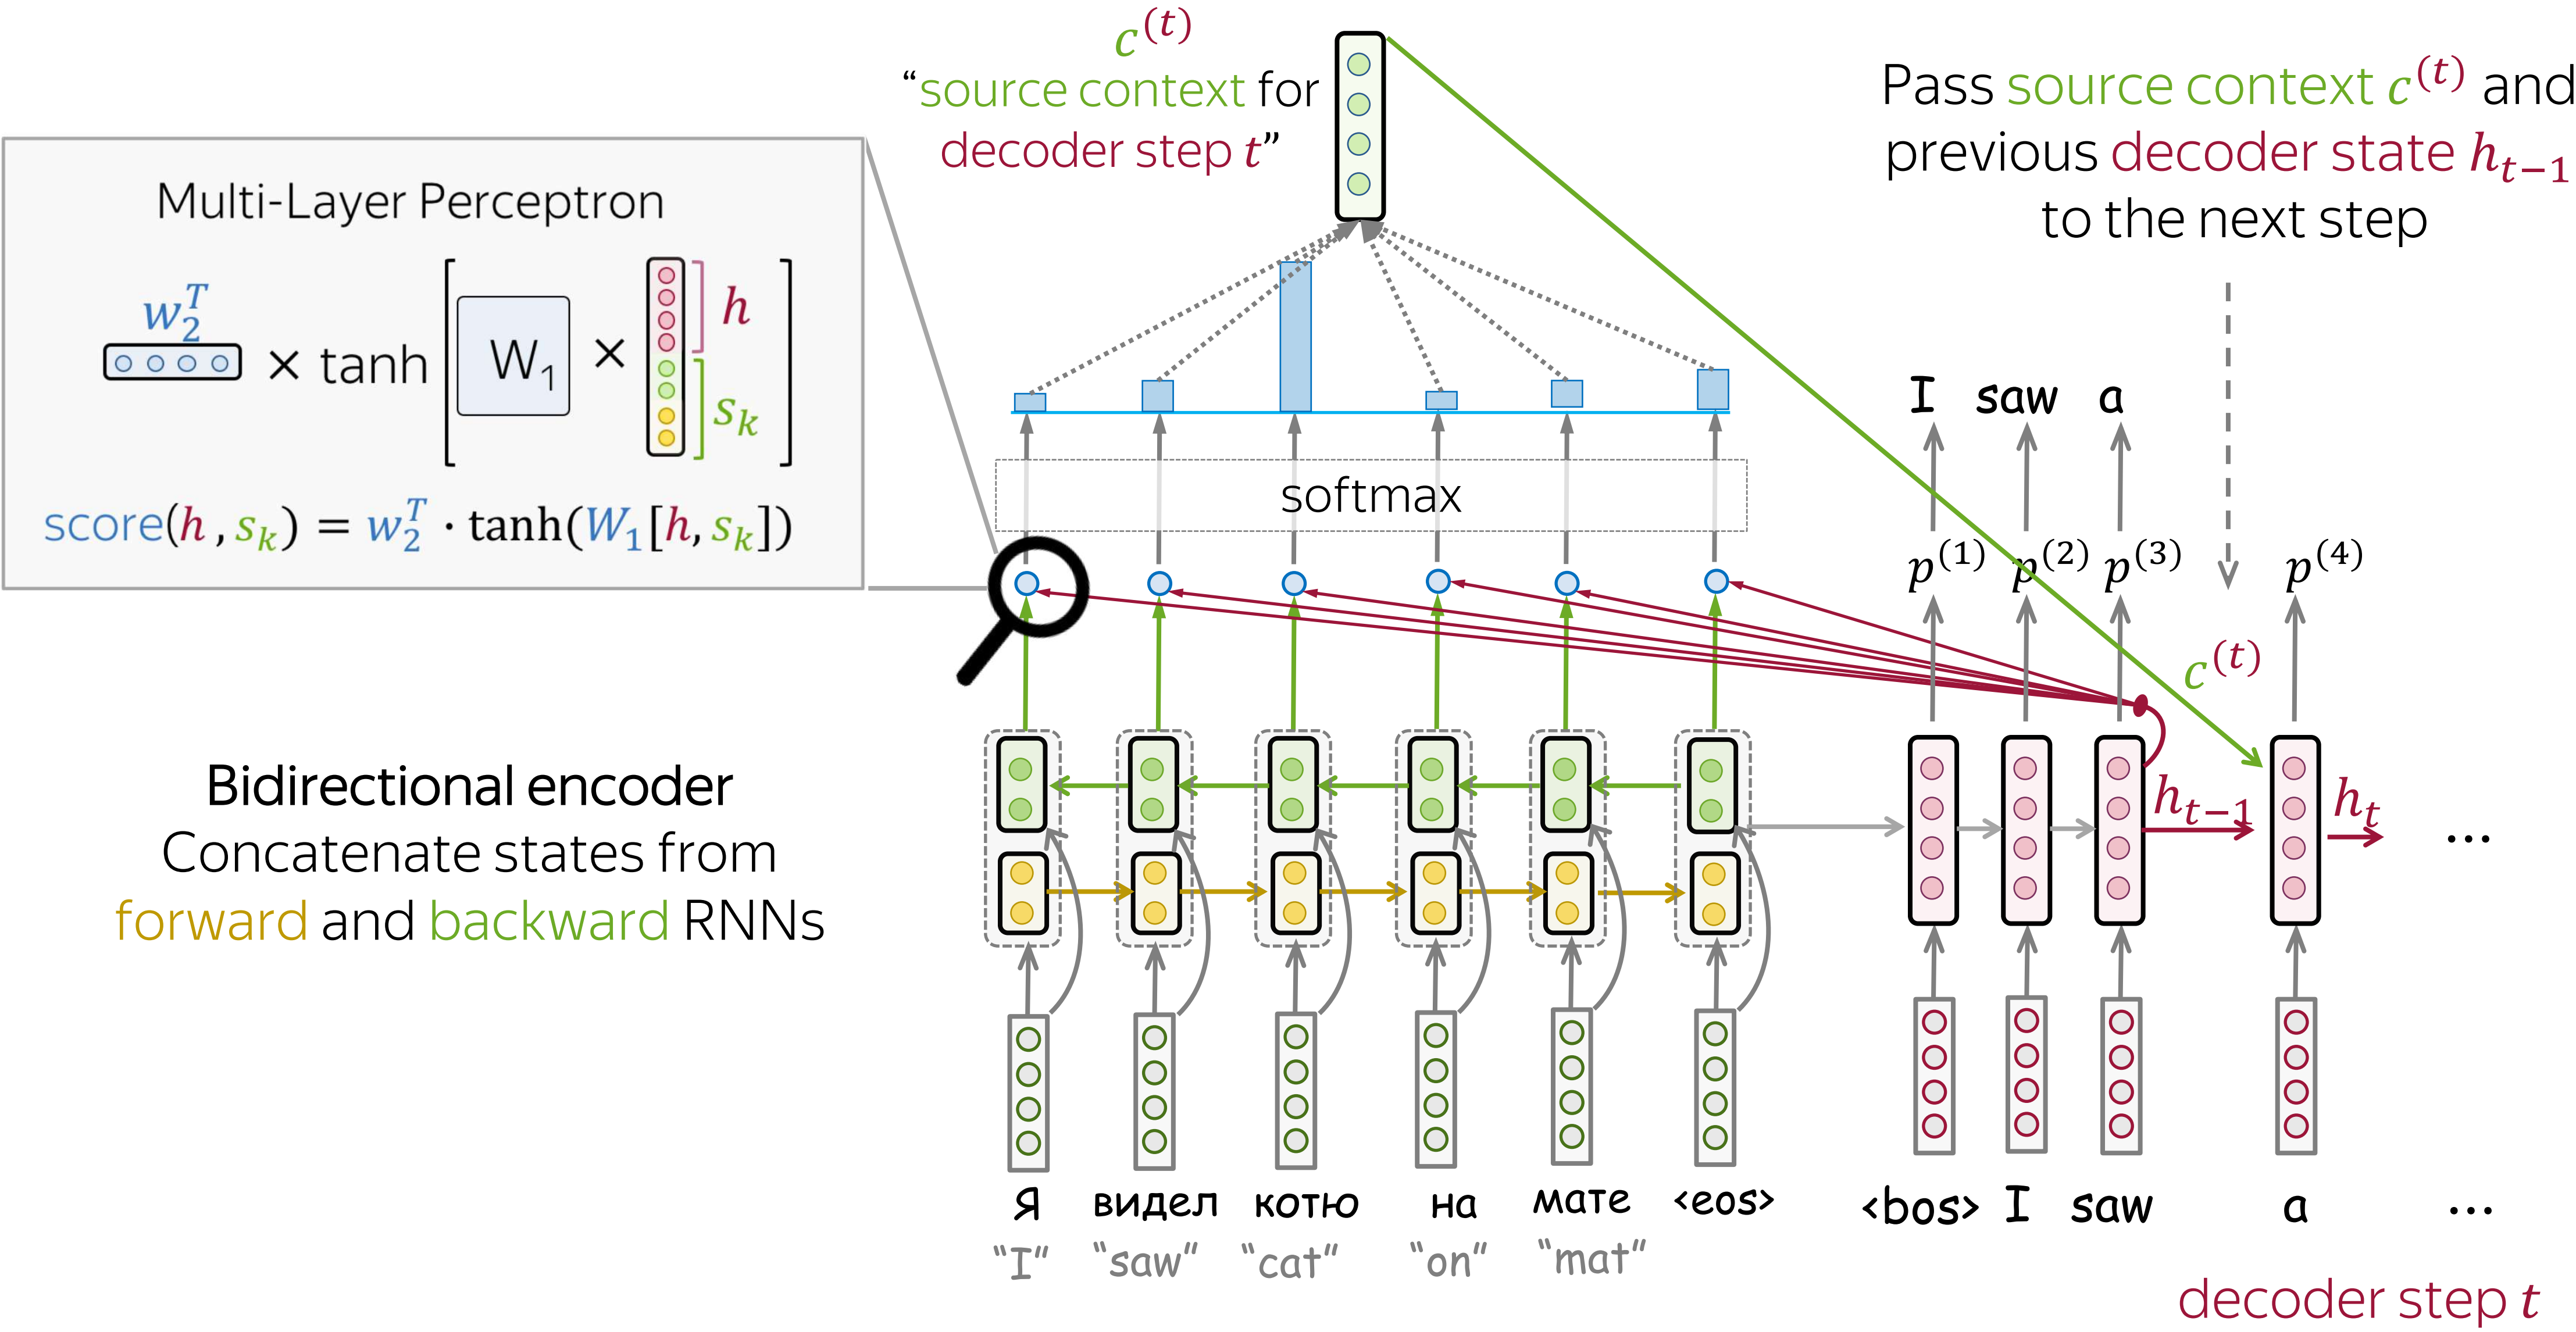 c^(t)
“source context for
decoder step t”
Pass source context c^(t) and
previous decoder state h_{t−1}
to the next step
Multi-Layer Perceptron
w_2^T
× tanh [ W_1 × ] h s_k
score(h , s_k) = w_2^T · tanh(W_1[h, s_k])
softmax
I saw a
p^(1) p^(2) p^(3) p^(4)
c^(t)
Bidirectional encoder
Concatenate states from
forward and backward RNNs
h_{t−1} h_t ...
Я видел котю на мате <eos> <bos> I saw a ...
“I” “saw” “cat” “on” “mat”
decoder step t